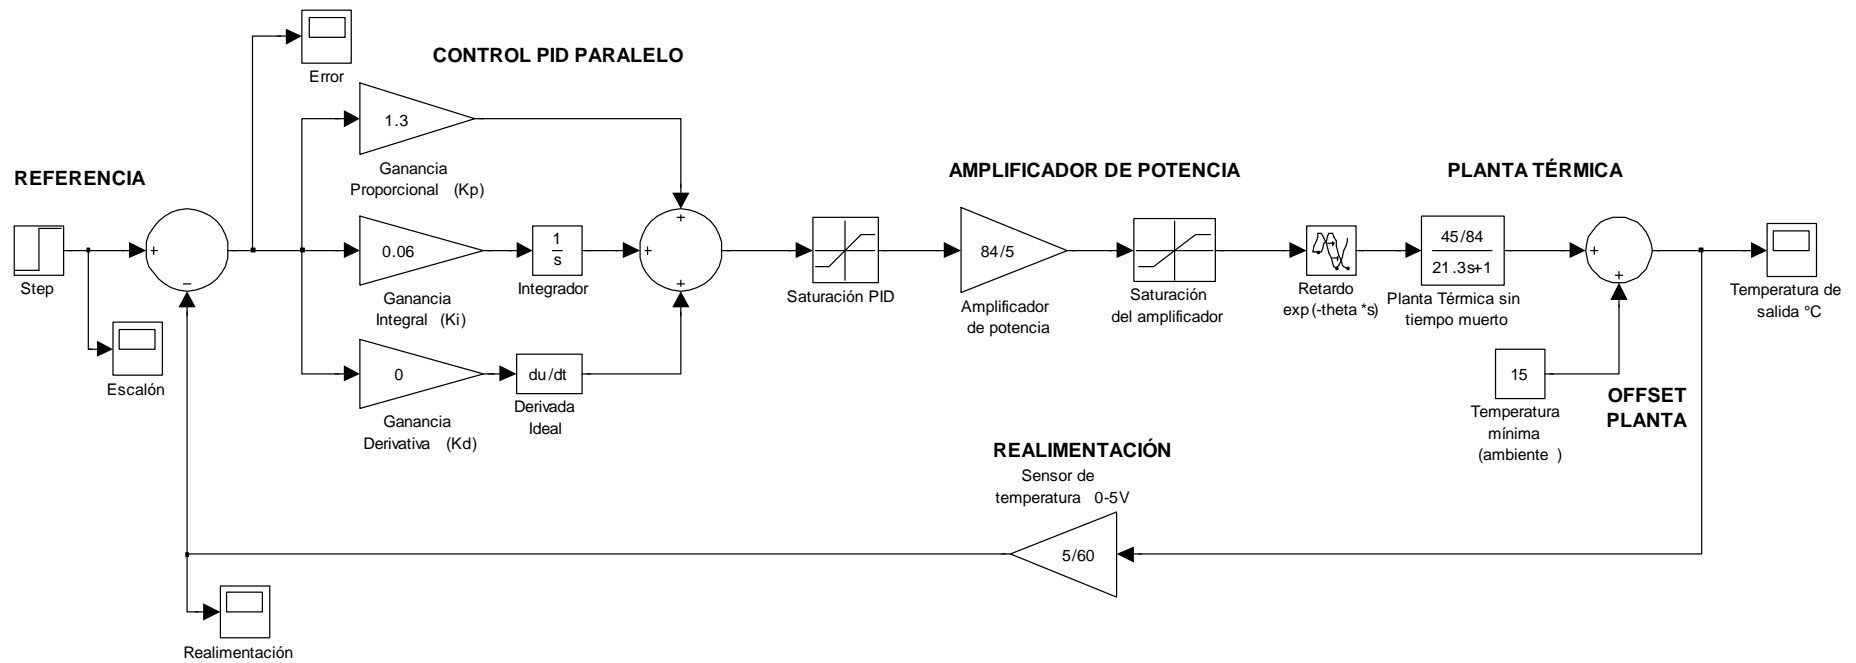 Error
CONTROL PID PARALELO
1.3
Ganancia
Proporcional (Kp)
REFERENCIA
Step
+
−
Escalón
0.06
Ganancia
Integral (Ki)
1
s
Integrador
0
Ganancia
Derivativa (Kd)
du/dt
Derivada
Ideal
+
+
+
Saturación PID
AMPLIFICADOR DE POTENCIA
84/5
Amplificador
de potencia
Saturación
del amplificador
Retardo
exp(-theta *s)
PLANTA TÉRMICA
45/84
21.3s+1
Planta Térmica sin
tiempo muerto
+
+
Temperatura de
salida °C
15
Temperatura
mínima
(ambiente )
OFFSET
PLANTA
REALIMENTACIÓN
Sensor de
temperatura 0-5V
5/60
Realimentación